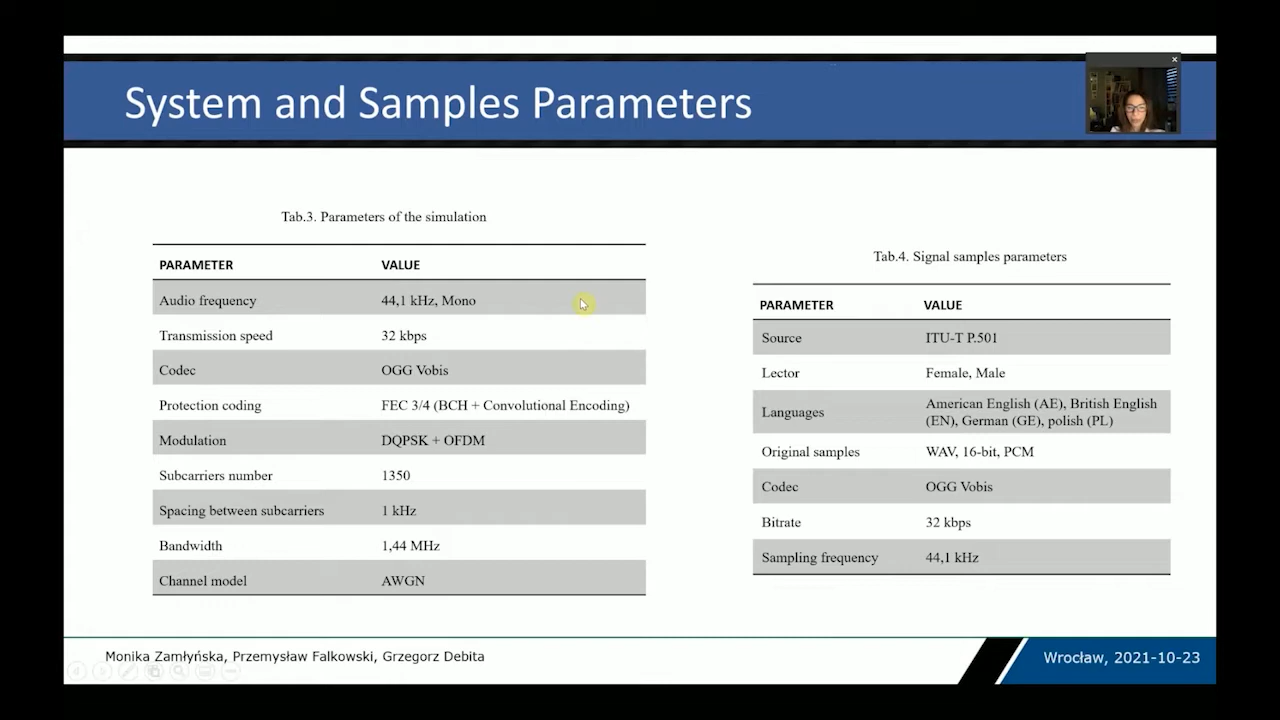 System and Samples Parameters
Tab.3. Parameters of the simulation
PARAMETER VALUE
Audio frequency 44,1 kHz, Mono
Transmission speed 32 kbps
Codec OGG Vobis
Protection coding FEC 3/4 (BCH + Convolutional Encoding)
Modulation DQPSK + OFDM
Subcarriers number 1350
Spacing between subcarriers 1 kHz
Bandwidth 1,44 MHz
Channel model AWGN
Tab.4. Signal samples parameters
PARAMETER VALUE
Source ITU-T P.501
Lector Female, Male
Languages American English (AE), British English
(EN), German (GE), polish (PL)
Original samples WAV, 16-bit, PCM
Codec OGG Vobis
Bitrate 32 kbps
Sampling frequency 44,1 kHz
Monika Zamłyńska, Przemysław Falkowski, Grzegorz Debita
Wrocław, 2021-10-23